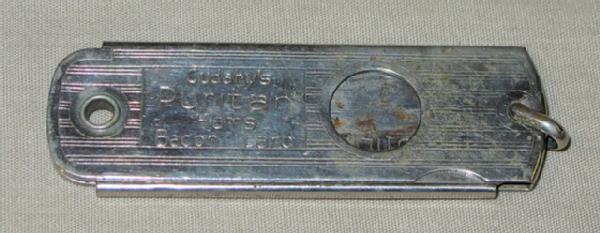 Cudahy's
Puritan
Hams
Bacon Lard